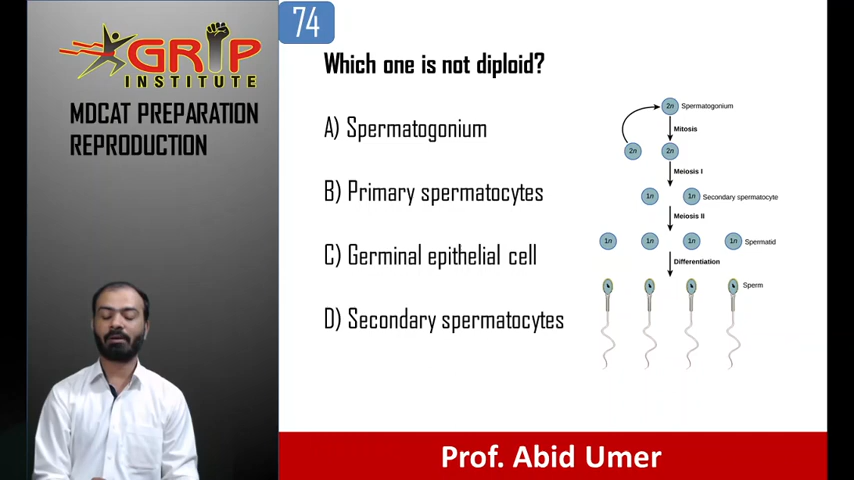 GRIP
INSTITUTE
MDCAT PREPARATION
REPRODUCTION
74
Which one is not diploid?
A) Spermatogonium
B) Primary spermatocytes
C) Germinal epithelial cell
D) Secondary spermatocytes
2n Spermatogonium
Mitosis
2n 2n
Meiosis I
1n 1n Secondary spermatocyte
Meiosis II
1n 1n 1n 1n Spermatid
Differentiation
Sperm
Prof. Abid Umer